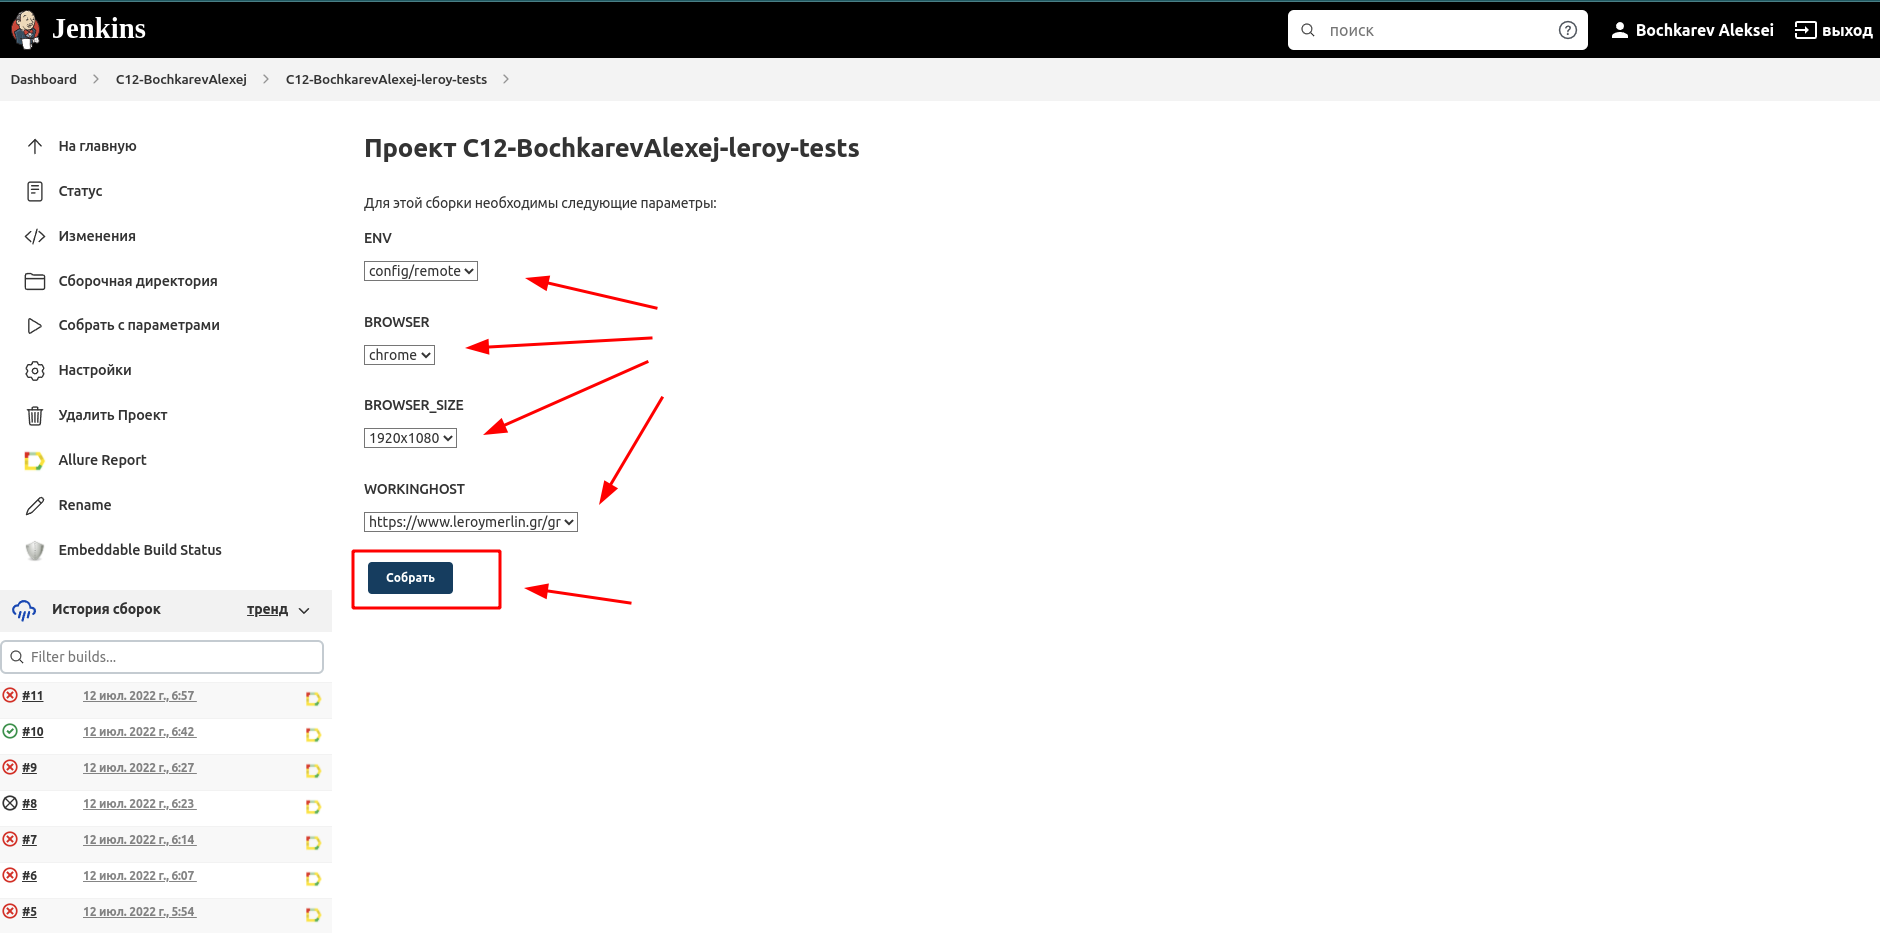 Jenkins
поиск
Bochkarev Aleksei
выход
Dashboard
C12-BochkarevAlexej
C12-BochkarevAlexej-leroy-tests
На главную
Статус
Изменения
Сборочная директория
Собрать с параметрами
Настройки
Удалить Проект
Allure Report
Rename
Embeddable Build Status
История сборок
тренд
Filter builds...
#11 12 июл. 2022 г., 6:57
#10 12 июл. 2022 г., 6:42
#9 12 июл. 2022 г., 6:27
#8 12 июл. 2022 г., 6:23
#7 12 июл. 2022 г., 6:14
#6 12 июл. 2022 г., 6:07
#5 12 июл. 2022 г., 5:54
Проект C12-BochkarevAlexej-leroy-tests
Для этой сборки необходимы следующие параметры:
ENV
config/remote
BROWSER
chrome
BROWSER_SIZE
1920x1080
WORKINGHOST
https://www.leroymerlin.gr/gr
Собрать